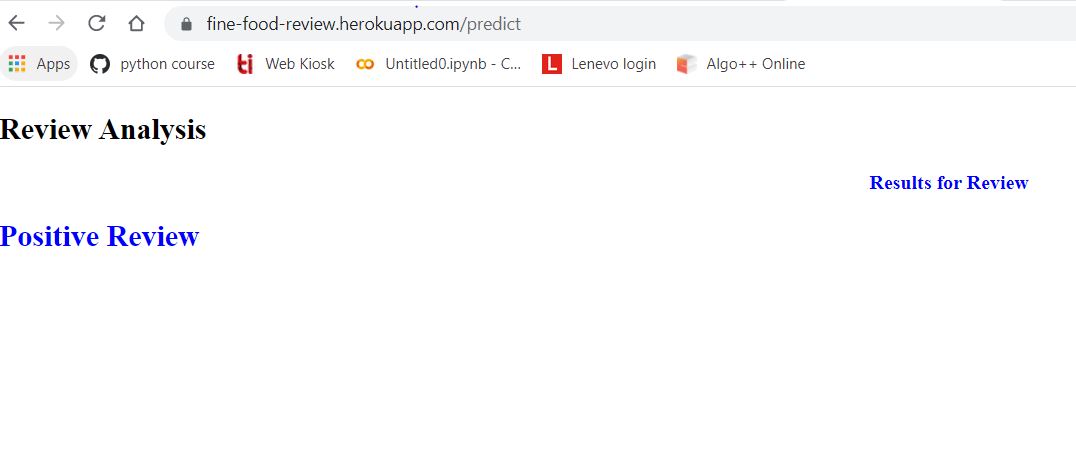 fine-food-review.herokuapp.com/predict
Apps python course ti Web Kiosk Untitled0.ipynb - C... L Lenevo login Algo++ Online
Review Analysis
Results for Review
Positive Review